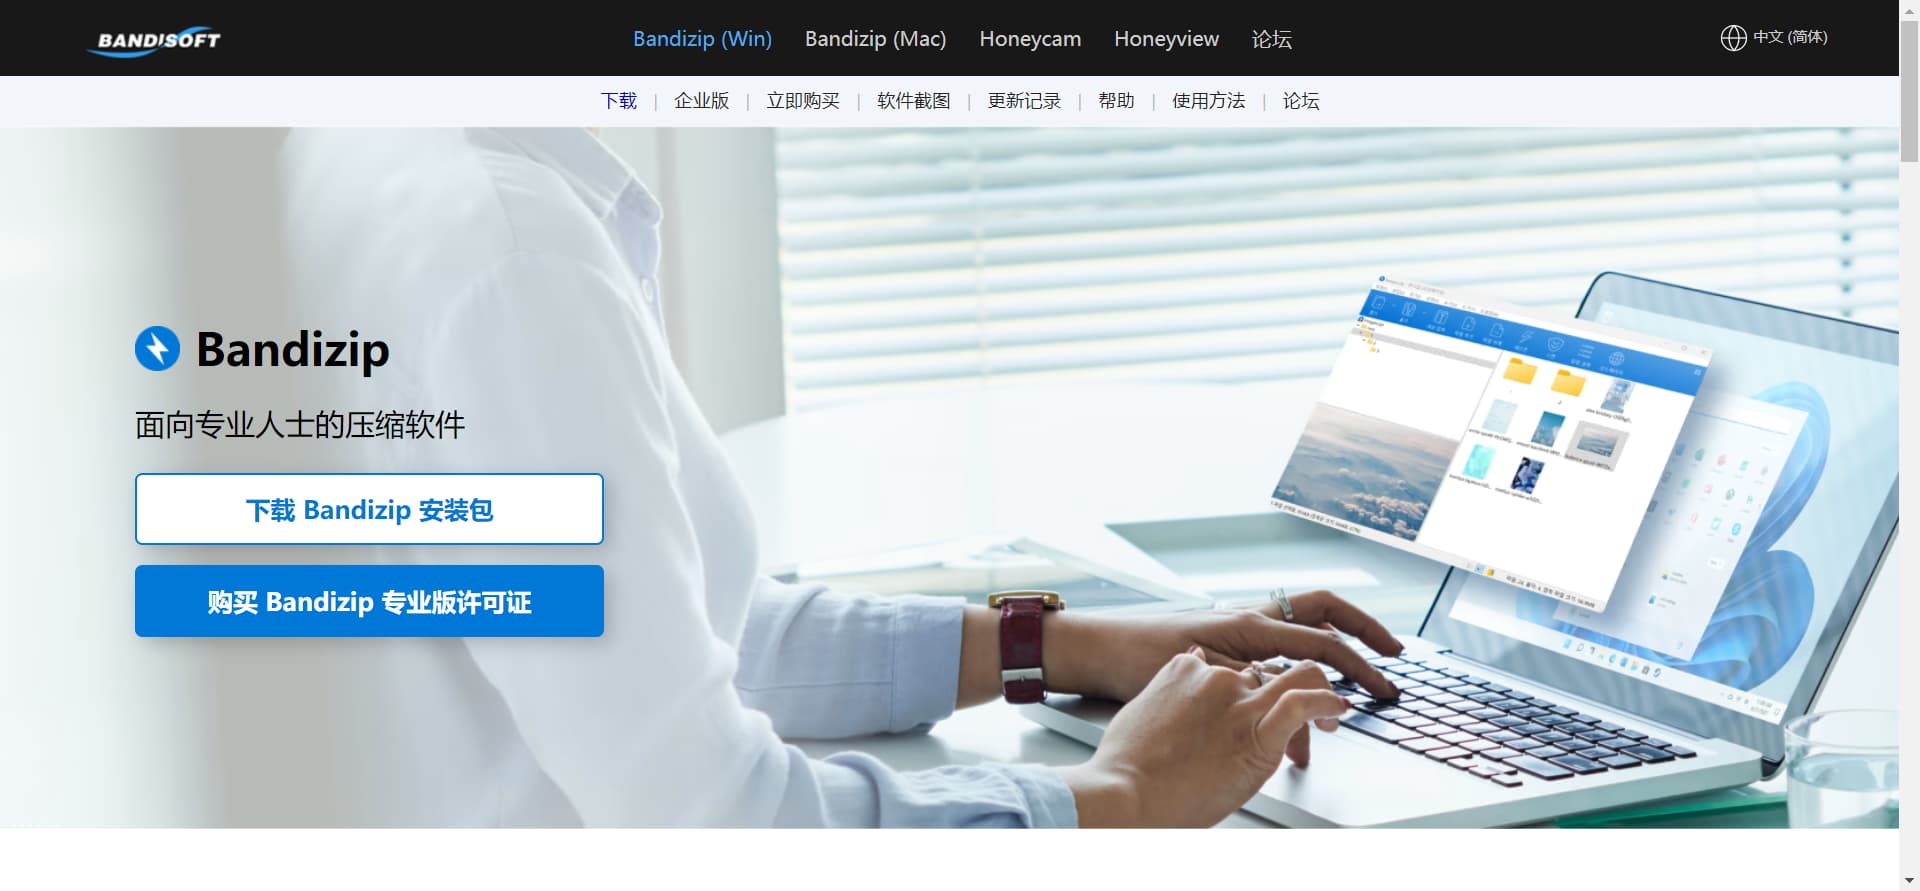 BANDISOFT
Bandizip (Win) Bandizip (Mac) Honeycam Honeyview 论坛
中文 (简体)
下载 | 企业版 | 立即购买 | 软件截图 | 更新记录 | 帮助 | 使用方法 | 论坛
Bandizip
面向专业人士的压缩软件
下载 Bandizip 安装包
购买 Bandizip 专业版许可证